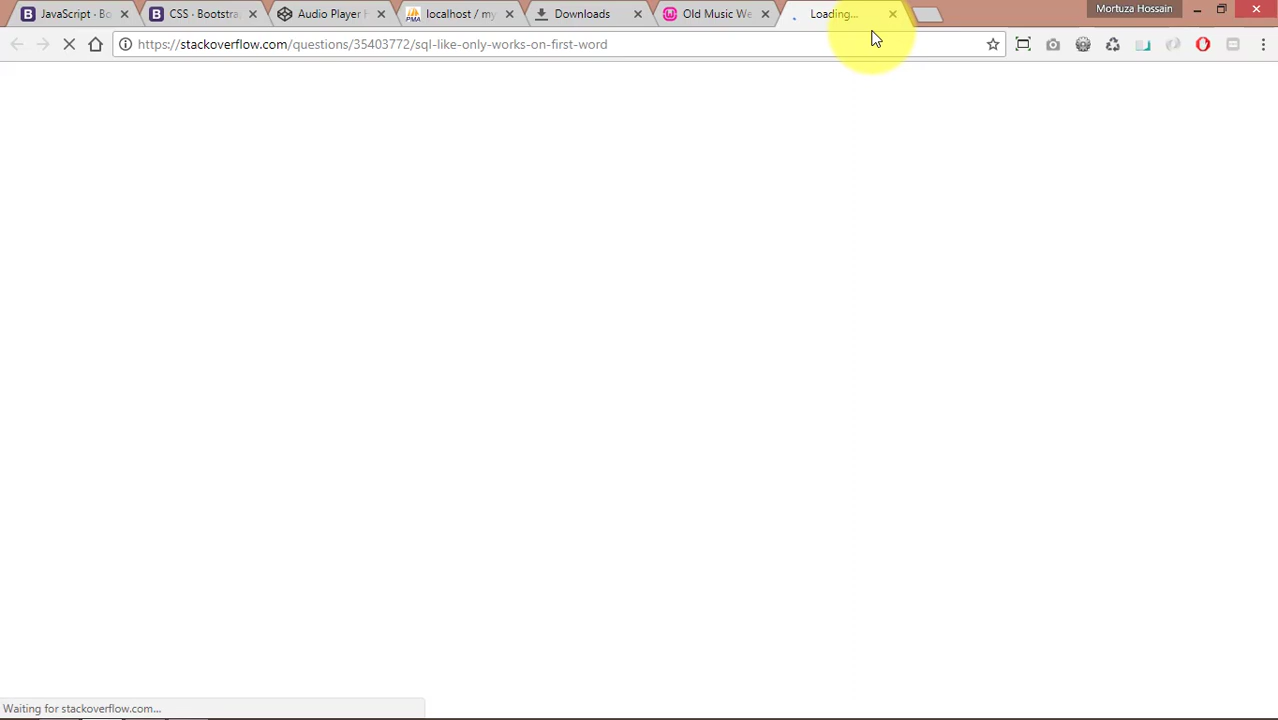 JavaScript · Bo
CSS · Bootstra
Audio Player
localhost / my
Downloads
Old Music We
Loading...
Mortuza Hossain
https://stackoverflow.com/questions/35403772/sql-like-only-works-on-first-word
Waiting for stackoverflow.com...